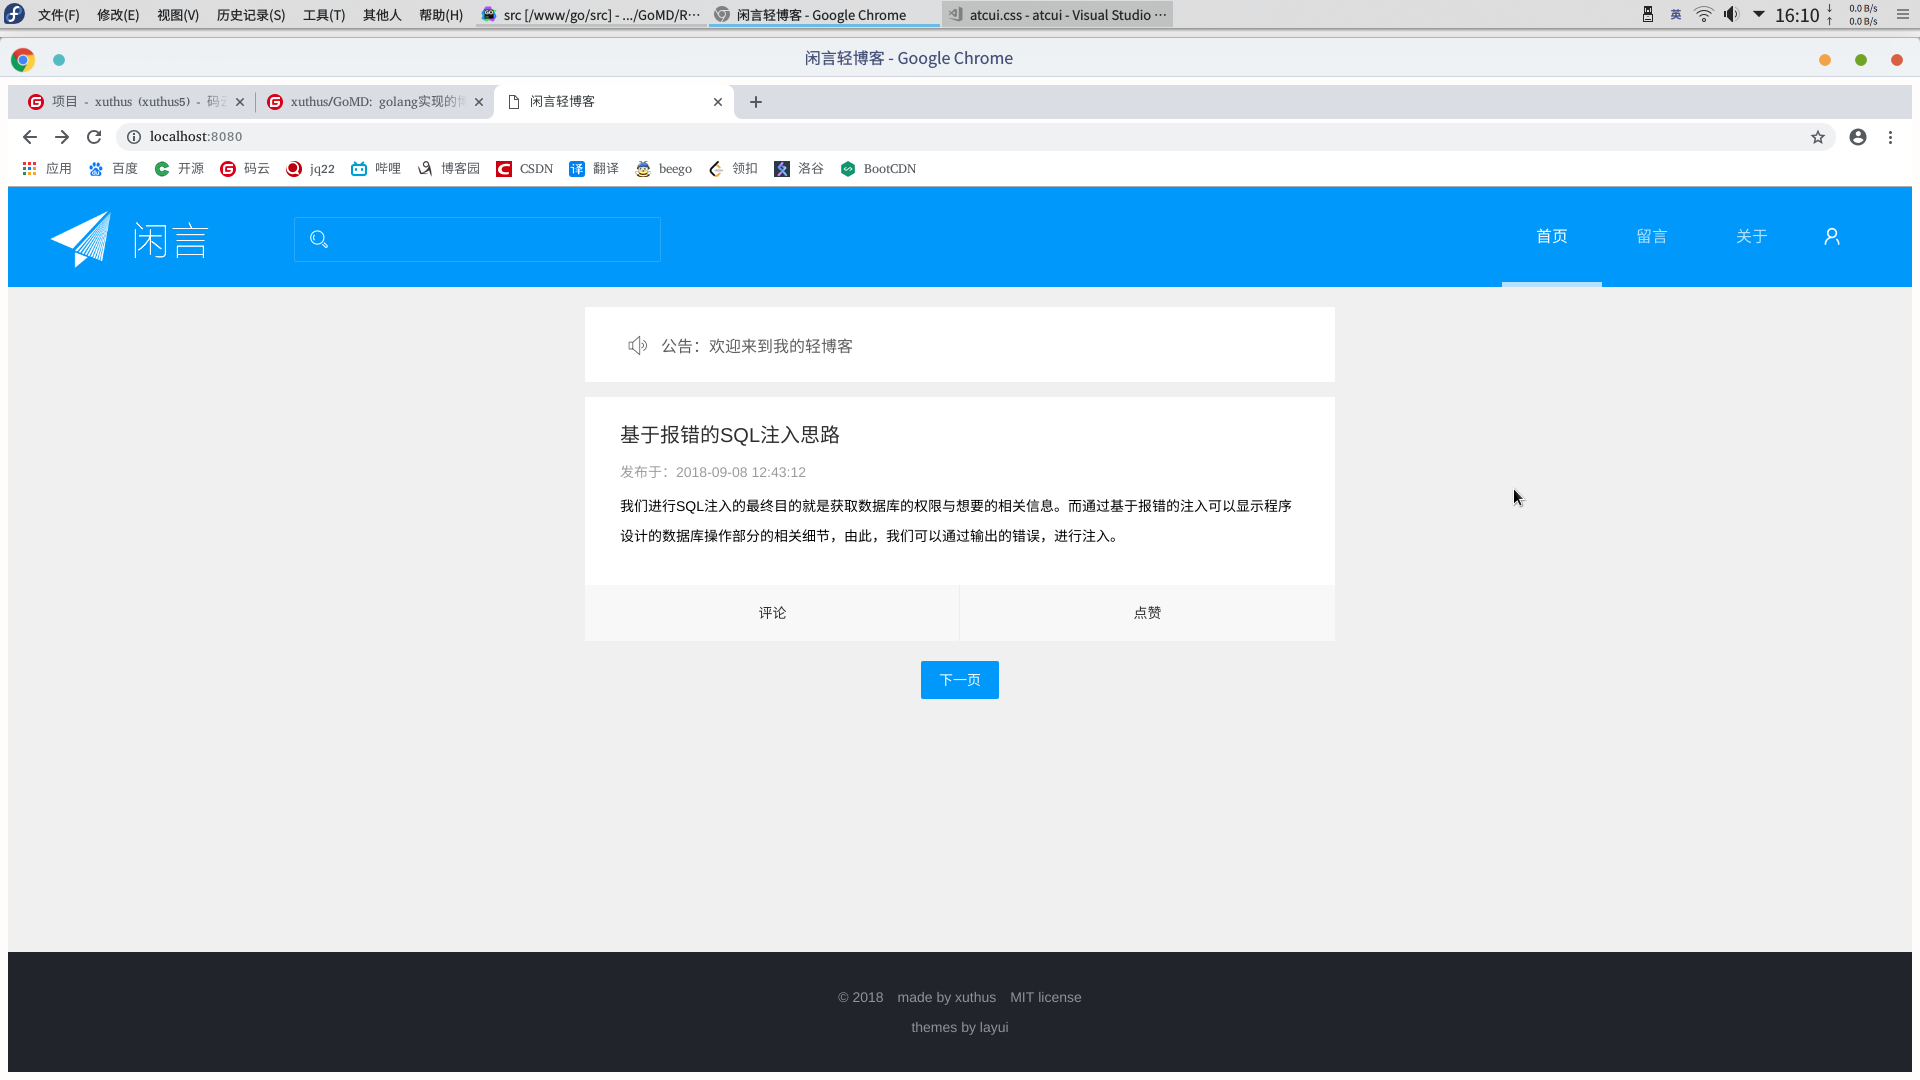 文件(F) 修改(E) 视图(V) 历史记录(S) 工具(T) 其他人 帮助(H) src [/www/go/src] - .../GoMD/R··· 闲言轻博客 - Google Chrome atcui.css - atcui - Visual Studio ··· 英 16:10 0.0 B/s
0.0 B/s
闲言轻博客 - Google Chrome
项目 - xuthus (xuthus5) - 码云 xuthus/GoMD: golang实现的 闲言轻博客
localhost:8080
应用 百度 开源 码云 jq22 哔哩 博客园 CSDN 翻译 beego 领扣 洛谷 BootCDN
闲言 首页 留言 关于
公告：欢迎来到我的轻博客
基于报错的SQL注入思路
发布于：2018-09-08 12:43:12
我们进行SQL注入的最终目的就是获取数据库的权限与想要的相关信息。而通过基于报错的注入可以显示程序
设计的数据库操作部分的相关细节，由此，我们可以通过输出的错误，进行注入。
评论 点赞
下一页
© 2018 made by xuthus MIT license
themes by layui